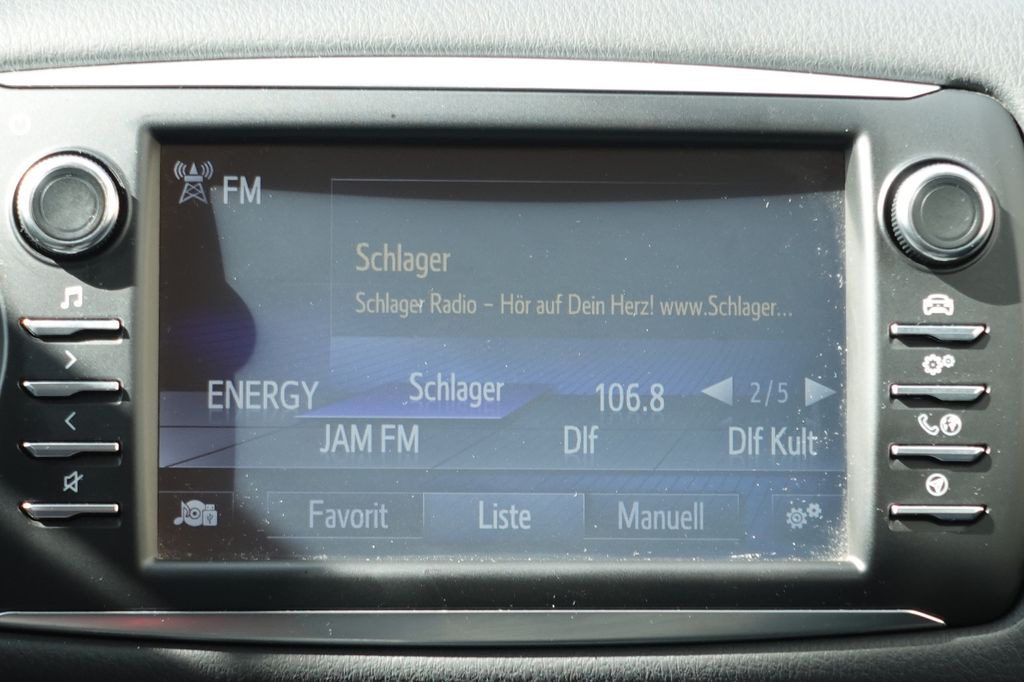 FM
Schlager
Schlager Radio – Hör auf Dein Herz! www.Schlager...
ENERGY Schlager 106.8 2/5
JAM FM Dlf Dlf Kult
Favorit Liste Manuell